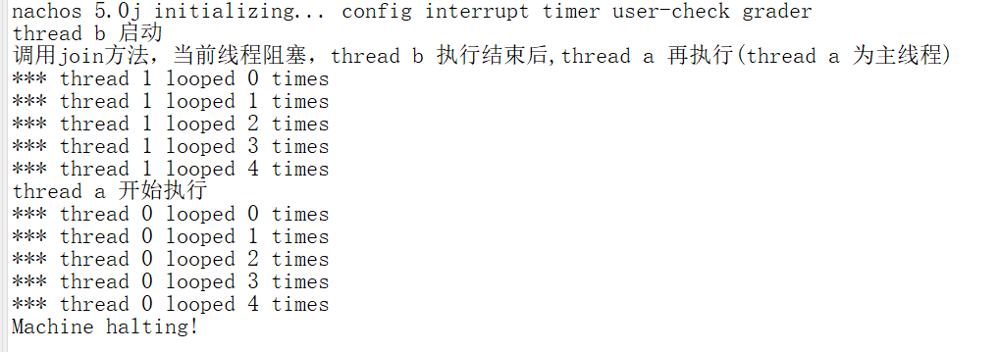 nachos 5.0j initializing... config interrupt timer user-check grader
thread b 启动
调用join方法，当前线程阻塞，thread b 执行结束后,thread a 再执行(thread a 为主线程)
*** thread 1 looped 0 times
*** thread 1 looped 1 times
*** thread 1 looped 2 times
*** thread 1 looped 3 times
*** thread 1 looped 4 times
thread a 开始执行
*** thread 0 looped 0 times
*** thread 0 looped 1 times
*** thread 0 looped 2 times
*** thread 0 looped 3 times
*** thread 0 looped 4 times
Machine halting!